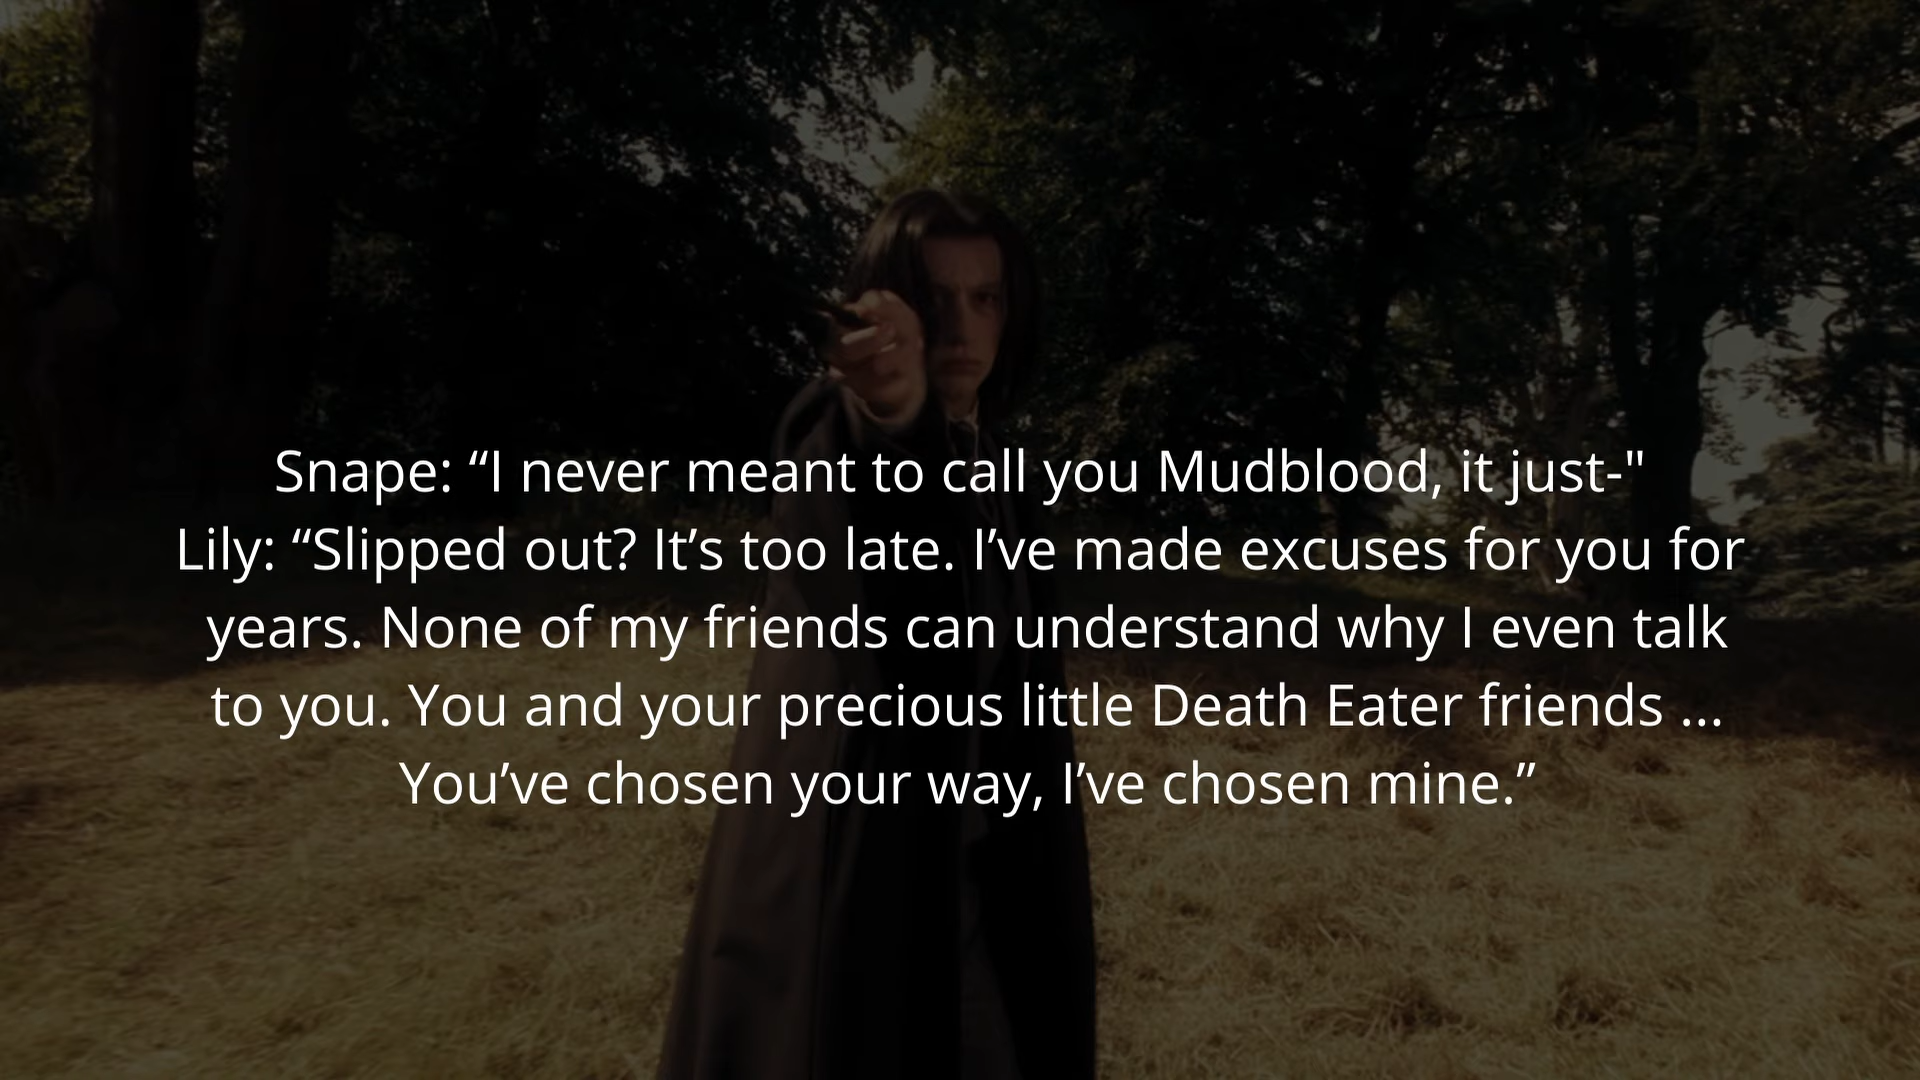 Snape: “I never meant to call you Mudblood, it just-"
Lily: “Slipped out? It’s too late. I’ve made excuses for you for
years. None of my friends can understand why I even talk
to you. You and your precious little Death Eater friends ...
You’ve chosen your way, I’ve chosen mine.”